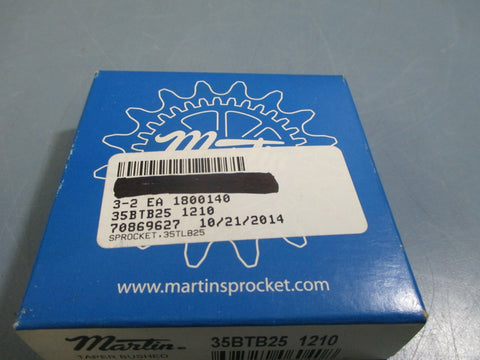 Martin
3-2 EA 1800140
35BTB25 1210
70869627 10/21/2014
SPROCKET,35TLB25
www.martinsprocket.com
Martin 35BTB25 1210
TAPER BUSHED